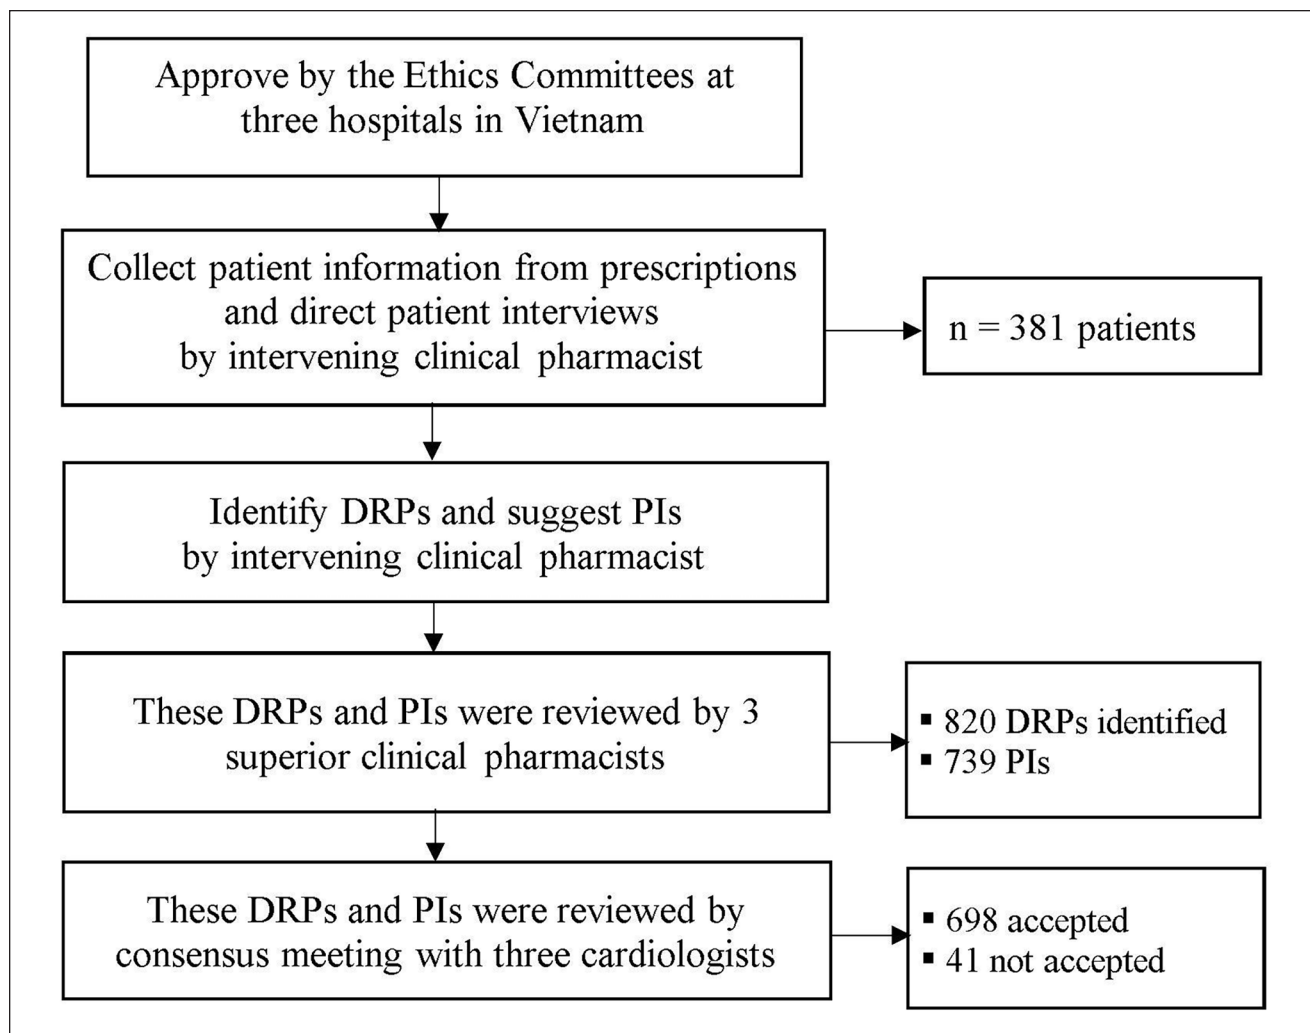 Approve by the Ethics Committees at
three hospitals in Vietnam
Collect patient information from prescriptions
and direct patient interviews
by intervening clinical pharmacist
n = 381 patients
Identify DRPs and suggest PIs
by intervening clinical pharmacist
These DRPs and PIs were reviewed by 3
superior clinical pharmacists
▪ 820 DRPs identified
▪ 739 PIs
These DRPs and PIs were reviewed by
consensus meeting with three cardiologists
▪ 698 accepted
▪ 41 not accepted